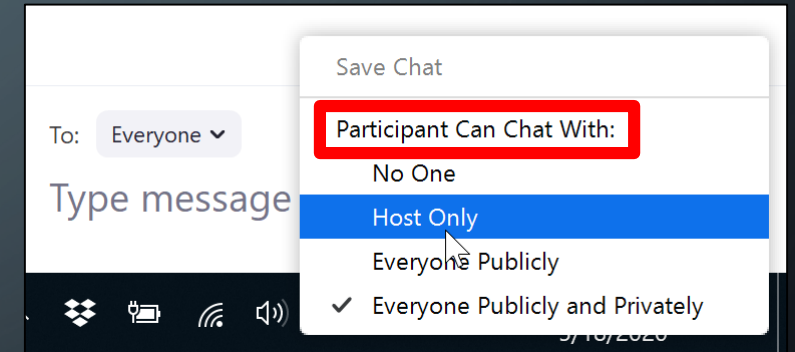 Save Chat
Participant Can Chat With:
To: Everyone
No One
Type message
Host Only
Everyone Publicly
Everyone Publicly and Privately